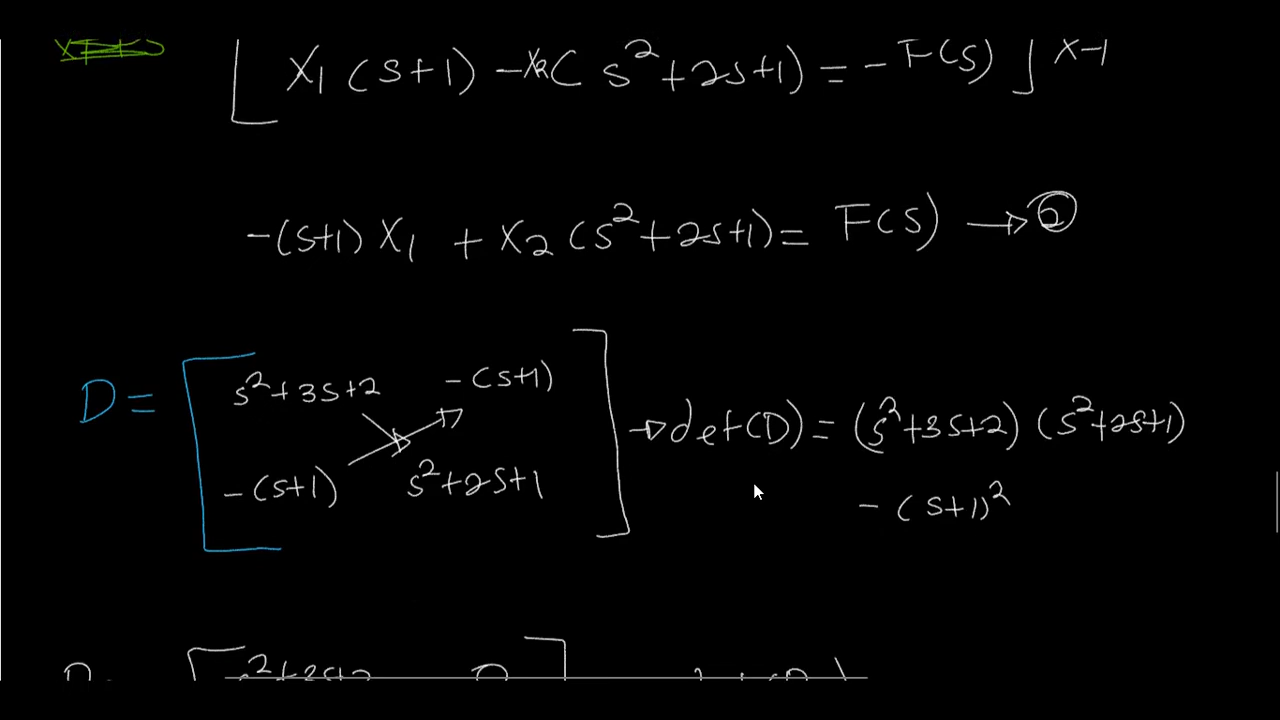 [ X₁ (s+1) - X₂ ( s² + 2s+1) = - F(s) ] x-1
-(s+1) X₁ + X₂ (s² + 2s+1) = F(s) → ②
D = [ s² + 3s+2 -(s+1)
-(s+1) s² + 2s+1 ] → det(D) = (s² + 3s+2) (s² + 2s+1)
- (s+1)²